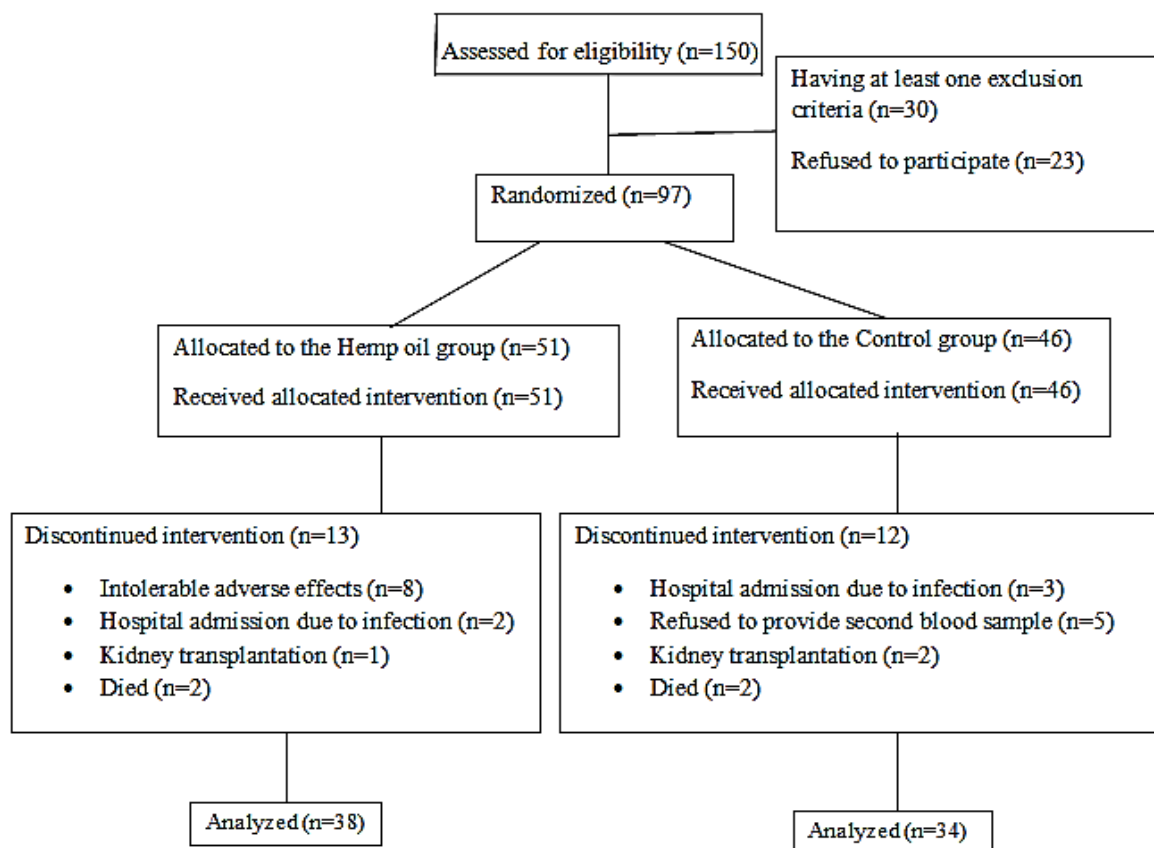 Assessed for eligibility (n=150)
Having at least one exclusion
criteria (n=30)
Refused to participate (n=23)
Randomized (n=97)
Allocated to the Hemp oil group (n=51)
Received allocated intervention (n=51)
Allocated to the Control group (n=46)
Received allocated intervention (n=46)
Discontinued intervention (n=13)
• Intolerable adverse effects (n=8)
• Hospital admission due to infection (n=2)
• Kidney transplantation (n=1)
• Died (n=2)
Discontinued intervention (n=12)
• Hospital admission due to infection (n=3)
• Refused to provide second blood sample (n=5)
• Kidney transplantation (n=2)
• Died (n=2)
Analyzed (n=38)
Analyzed (n=34)